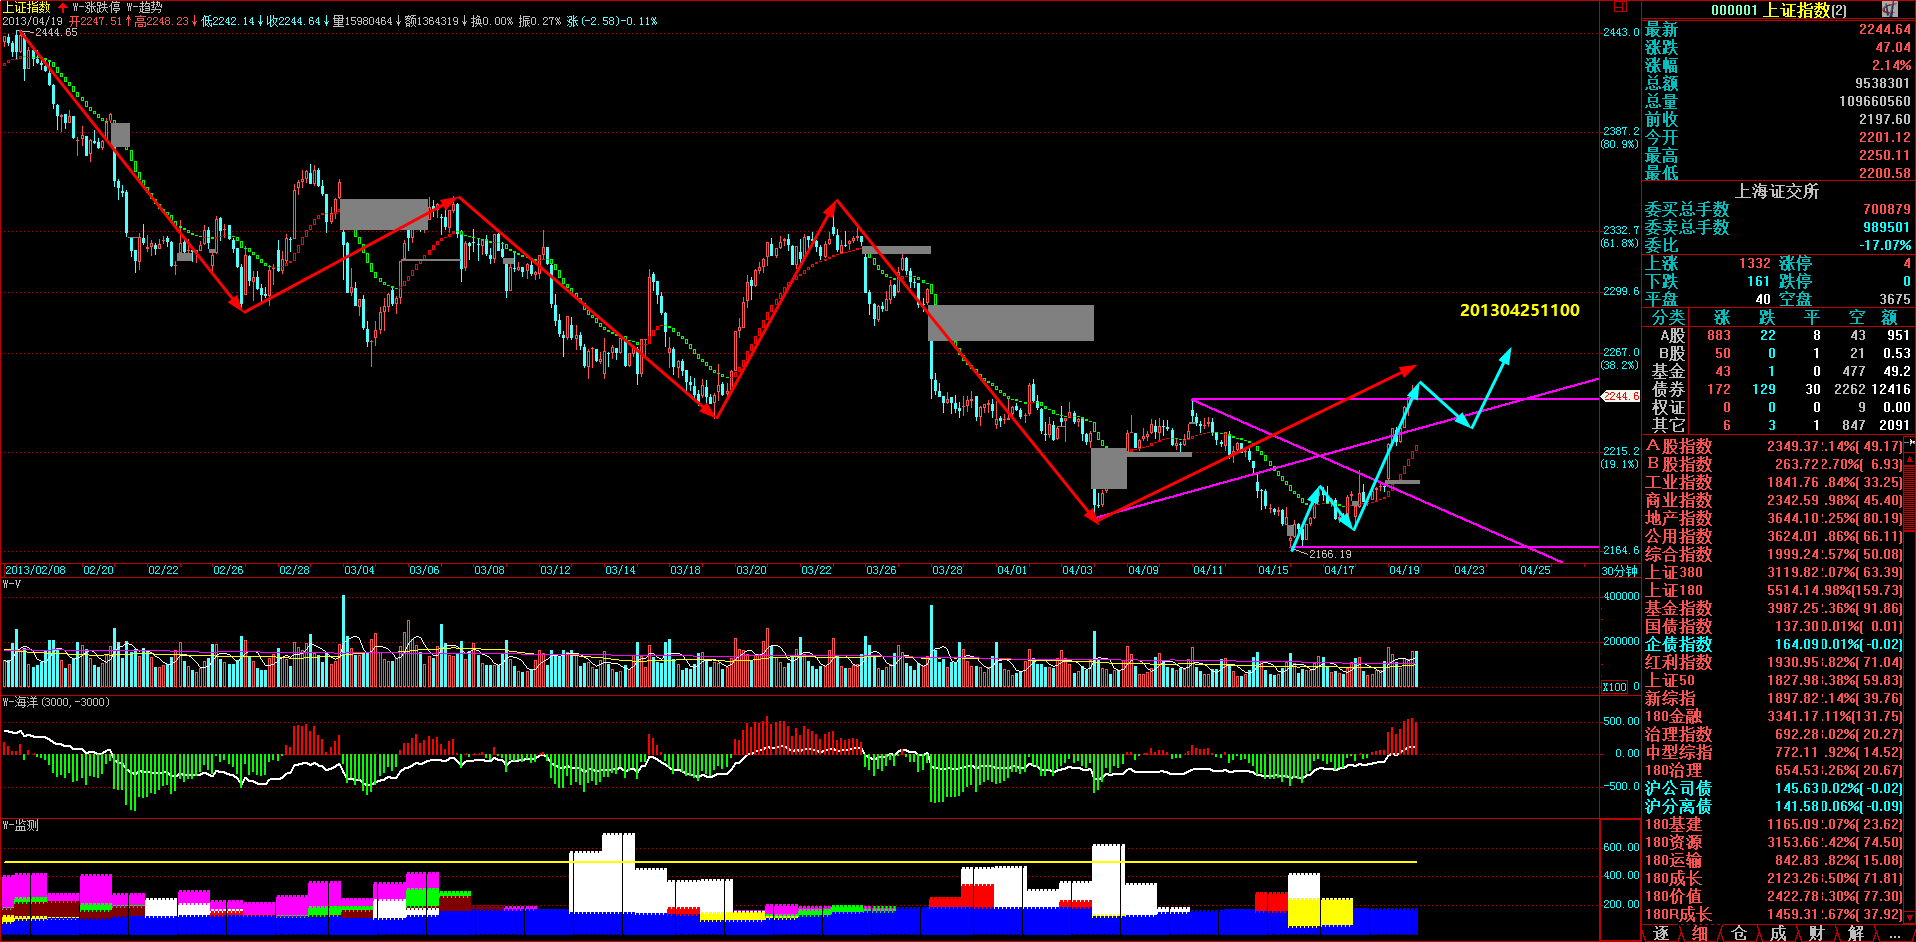 上证指数 W-涨跌停 W-趋势
2013/04/19 开2247.51↑高2248.23↓低2242.14↓收2244.64↓量15980464↓额1364319↓换0.00% 振0.27% 涨(-2.58)-0.11%
2444.65
2443.0
2387.2
(80.9%)
2332.7
(61.8%)
2299.6
201304251100
2267.0
(38.2%)
2244.6
2215.2
(19.1%)
2166.19
2164.6
2013/02/08 02/20 02/22 02/26 02/28 03/04 03/06 03/08 03/12 03/14 03/18 03/20 03/22 03/26 03/28 04/01 04/03 04/09 04/11 04/15 04/17 04/19 04/23 04/25 30分钟
W-V
400000
200000
X100 0
W-海洋(3000,-3000)
500.00
0.00
-500.0
W-监测
600.00
400.00
200.00
000001 上证指数(2)
最新 2244.64
涨跌 47.04
涨幅 2.14%
总额 9538301
总量 109660560
前收 2197.60
今开 2201.12
最高 2250.11
最低 2200.58
上海证交所
委买总手数 700879
委卖总手数 989501
委比 -17.07%
上涨 1332 涨停 4
下跌 161 跌停 0
平盘 40 空盘 3675
分类 涨 跌 平 空 额
A股 883 22 8 43 951
B股 50 0 1 21 0.53
基金 43 1 0 477 49.2
债券 172 129 30 2262 12416
权证 0 0 0 9 0.00
其它 6 3 1 847 2091
A股指数 2349.37 .14%( 49.17)
B股指数 263.72 2.70%( 6.93)
工业指数 1841.76 .84%( 33.25)
商业指数 2342.59 .98%( 45.40)
地产指数 3644.10 .25%( 80.19)
公用指数 3624.01 .86%( 66.11)
综合指数 1999.24 .57%( 50.08)
上证380 3119.82 .07%( 63.39)
上证180 5514.14 .98%(159.73)
基金指数 3987.25 .36%( 91.86)
国债指数 137.30 0.01%( 0.01)
企债指数 164.09 0.01%( -0.02)
红利指数 1930.95 .82%( 71.04)
上证50 1827.98 .38%( 59.83)
新综指 1897.82 .14%( 39.76)
180金融 3341.17 .11%(131.75)
治理指数 692.28 .02%( 20.27)
中型综指 772.11 .92%( 14.52)
180治理 654.53 .26%( 20.67)
沪公司债 145.63 0.02%( -0.02)
沪分离债 141.58 0.06%( -0.09)
180基建 1165.09 .07%( 23.62)
180资源 3153.66 .42%( 74.50)
180运输 842.83 .82%( 15.08)
180成长 2123.26 .50%( 71.81)
180价值 2422.78 .30%( 77.30)
180R成长 1459.31 .67%( 37.92)
逐 细 仓 成 财 解 ...